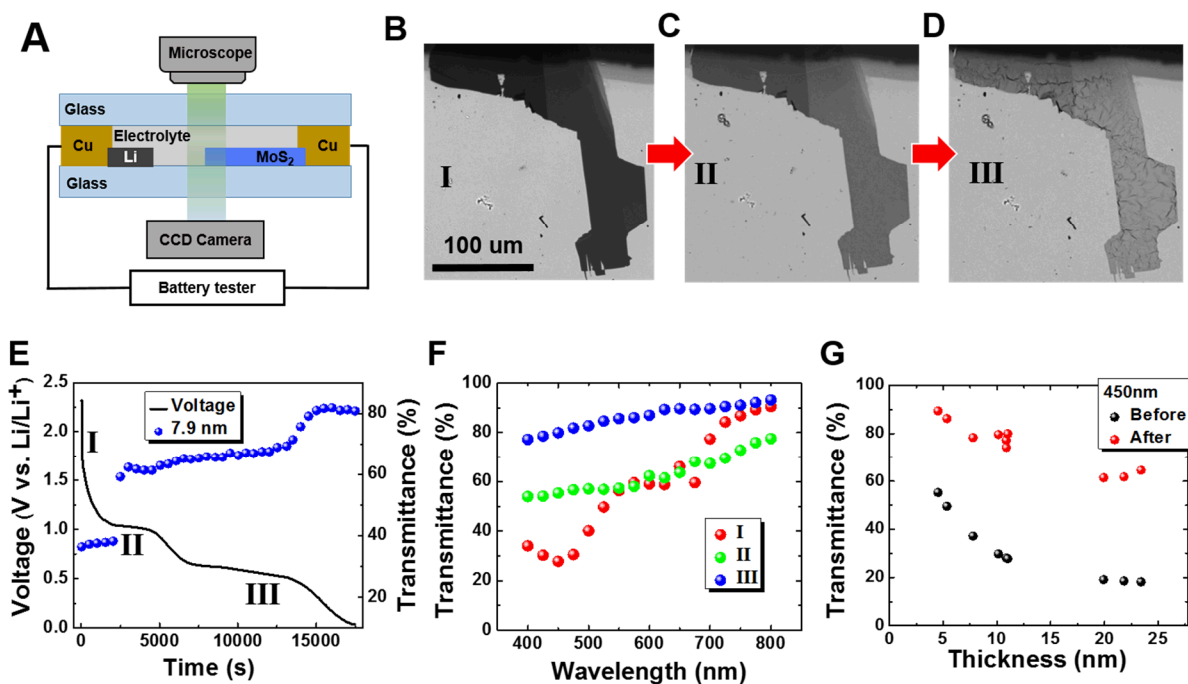 A
Microscope
Glass
Cu
Electrolyte
Cu
Li
MoS₂
Glass
CCD Camera
Battery tester
B
I
100 um
C
II
D
III
E
Voltage (V vs. Li/Li⁺)
2.5
2.0
1.5
1.0
0.5
0.0
I
II
III
Voltage
7.9 nm
80
60
40
20
Transmittance (%)
0 5000 10000 15000
Time (s)
F
Transmittance (%)
100
80
60
40
20
0
I
II
III
400 500 600 700 800
Wavelength (nm)
G
Transmittance (%)
100
80
60
40
20
0
450nm
Before
After
0 5 10 15 20 25
Thickness (nm)